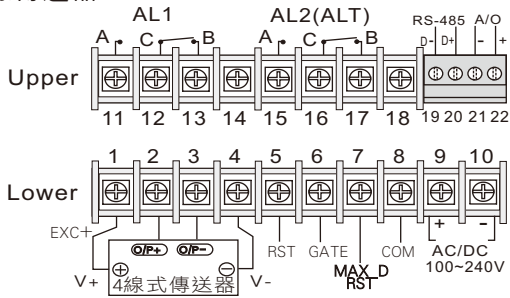 AL1 AL2(ALT) RS-485 A/O
A C B A C B D- D+ - +
Upper
11 12 13 14 15 16 17 18 19 20 21 22
1 2 3 4 5 6 7 8 9 10
Lower
EXC+ O/P+ O/P- RST GATE MAX_D RST COM + -
AC/DC
100~240V
V+ 4線式傳送器 V-